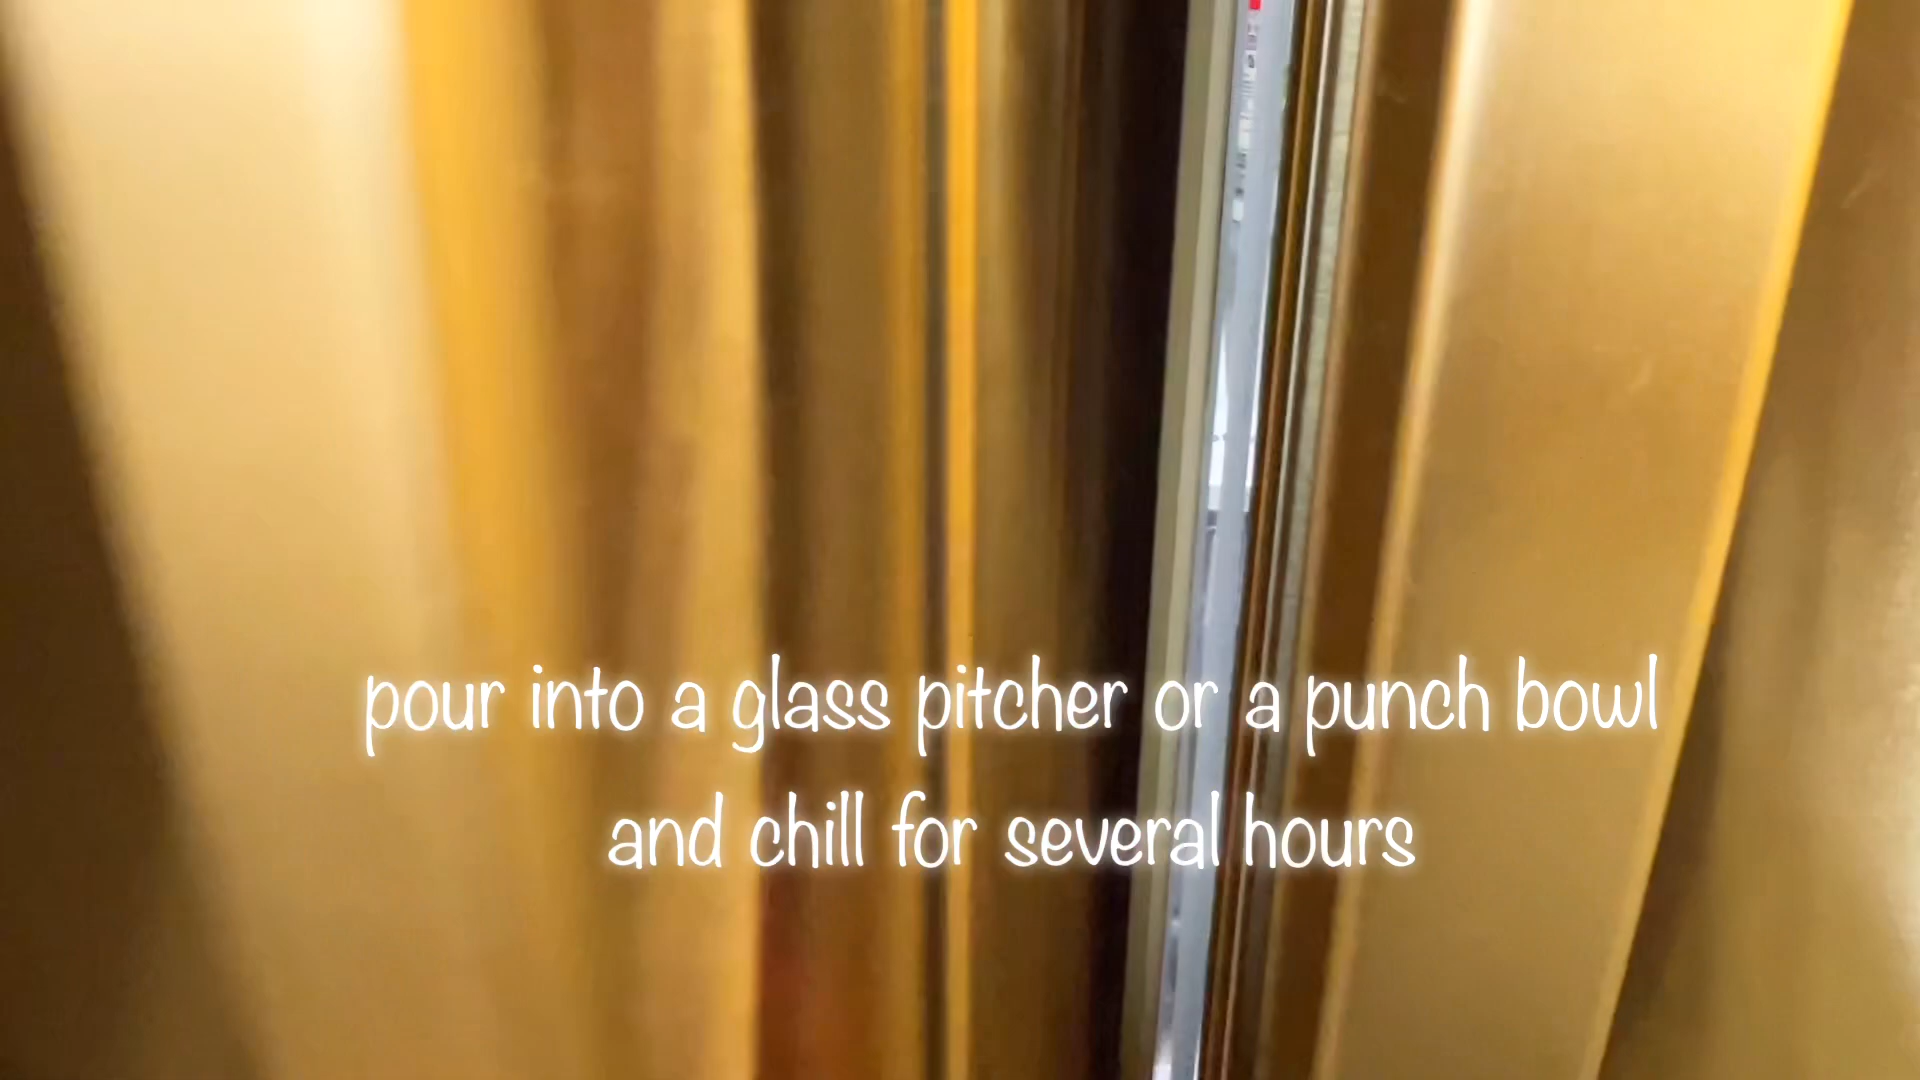 pour into a glass pitcher or a punch bowl
and chill for several hours